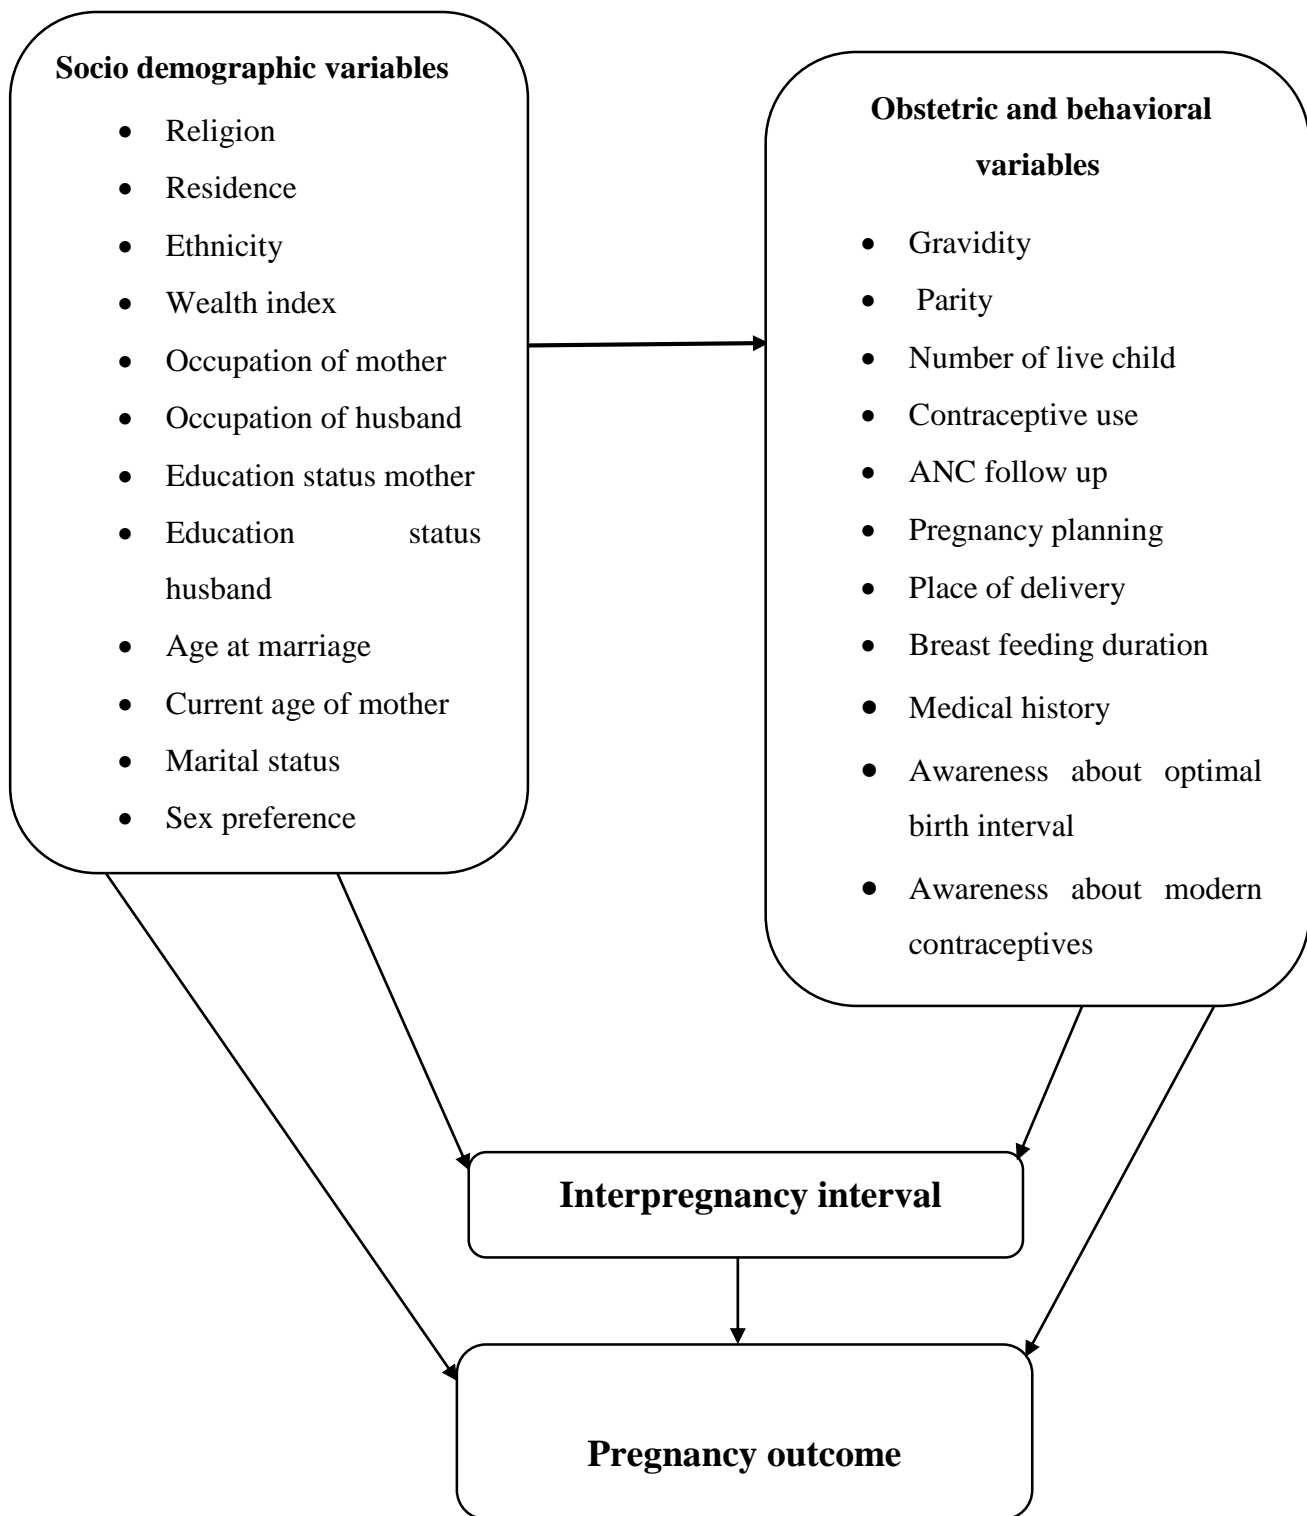 Socio demographic variables
• Religion
• Residence
• Ethnicity
• Wealth index
• Occupation of mother
• Occupation of husband
• Education status mother
• Education status
husband
• Age at marriage
• Current age of mother
• Marital status
• Sex preference
Obstetric and behavioral
variables
• Gravidity
• Parity
• Number of live child
• Contraceptive use
• ANC follow up
• Pregnancy planning
• Place of delivery
• Breast feeding duration
• Medical history
• Awareness about optimal
birth interval
• Awareness about modern
contraceptives
Interpregnancy interval
Pregnancy outcome